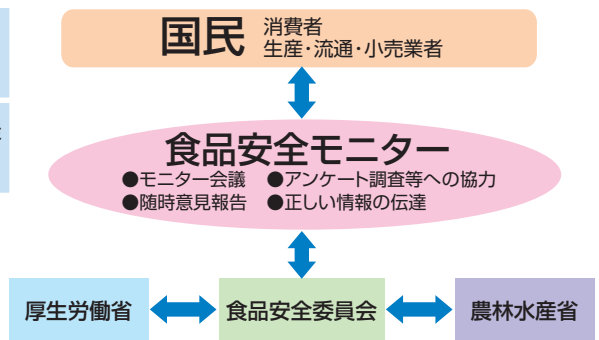 国民 消費者
生産・流通・小売業者
食品安全モニター
●モニター会議 ●アンケート調査等への協力
●随時意見報告 ●正しい情報の伝達
厚生労働省 食品安全委員会 農林水産省